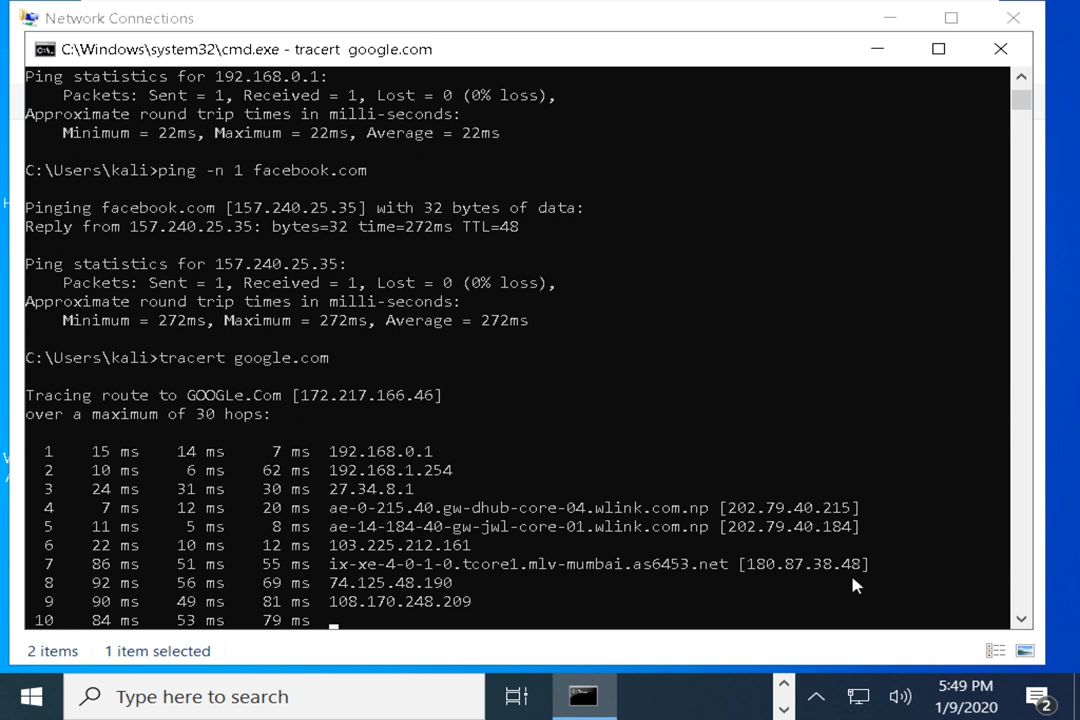 Network Connections
C:\Windows\system32\cmd.exe - tracert  google.com
Ping statistics for 192.168.0.1:
    Packets: Sent = 1, Received = 1, Lost = 0 (0% loss),
Approximate round trip times in milli-seconds:
    Minimum = 22ms, Maximum = 22ms, Average = 22ms
C:\Users\kali>ping -n 1 facebook.com
Pinging facebook.com [157.240.25.35] with 32 bytes of data:
Reply from 157.240.25.35: bytes=32 time=272ms TTL=48
Ping statistics for 157.240.25.35:
    Packets: Sent = 1, Received = 1, Lost = 0 (0% loss),
Approximate round trip times in milli-seconds:
    Minimum = 272ms, Maximum = 272ms, Average = 272ms
C:\Users\kali>tracert google.com
Tracing route to GOOGLe.Com [172.217.166.46]
over a maximum of 30 hops:
  1    15 ms    14 ms     7 ms  192.168.0.1
  2    10 ms     6 ms    62 ms  192.168.1.254
  3    24 ms    31 ms    30 ms  27.34.8.1
  4     7 ms    12 ms    20 ms  ae-0-215.40.gw-dhub-core-04.wlink.com.np [202.79.40.215]
  5    11 ms     5 ms     8 ms  ae-14-184-40-gw-jwl-core-01.wlink.com.np [202.79.40.184]
  6    22 ms    10 ms    12 ms  103.225.212.161
  7    86 ms    51 ms    55 ms  ix-xe-4-0-1-0.tcore1.mlv-mumbai.as6453.net [180.87.38.48]
  8    92 ms    56 ms    69 ms  74.125.48.190
  9    90 ms    49 ms    81 ms  108.170.248.209
 10    84 ms    53 ms    79 ms
2 items 1 item selected
Type here to search
5:49 PM
1/9/2020
2